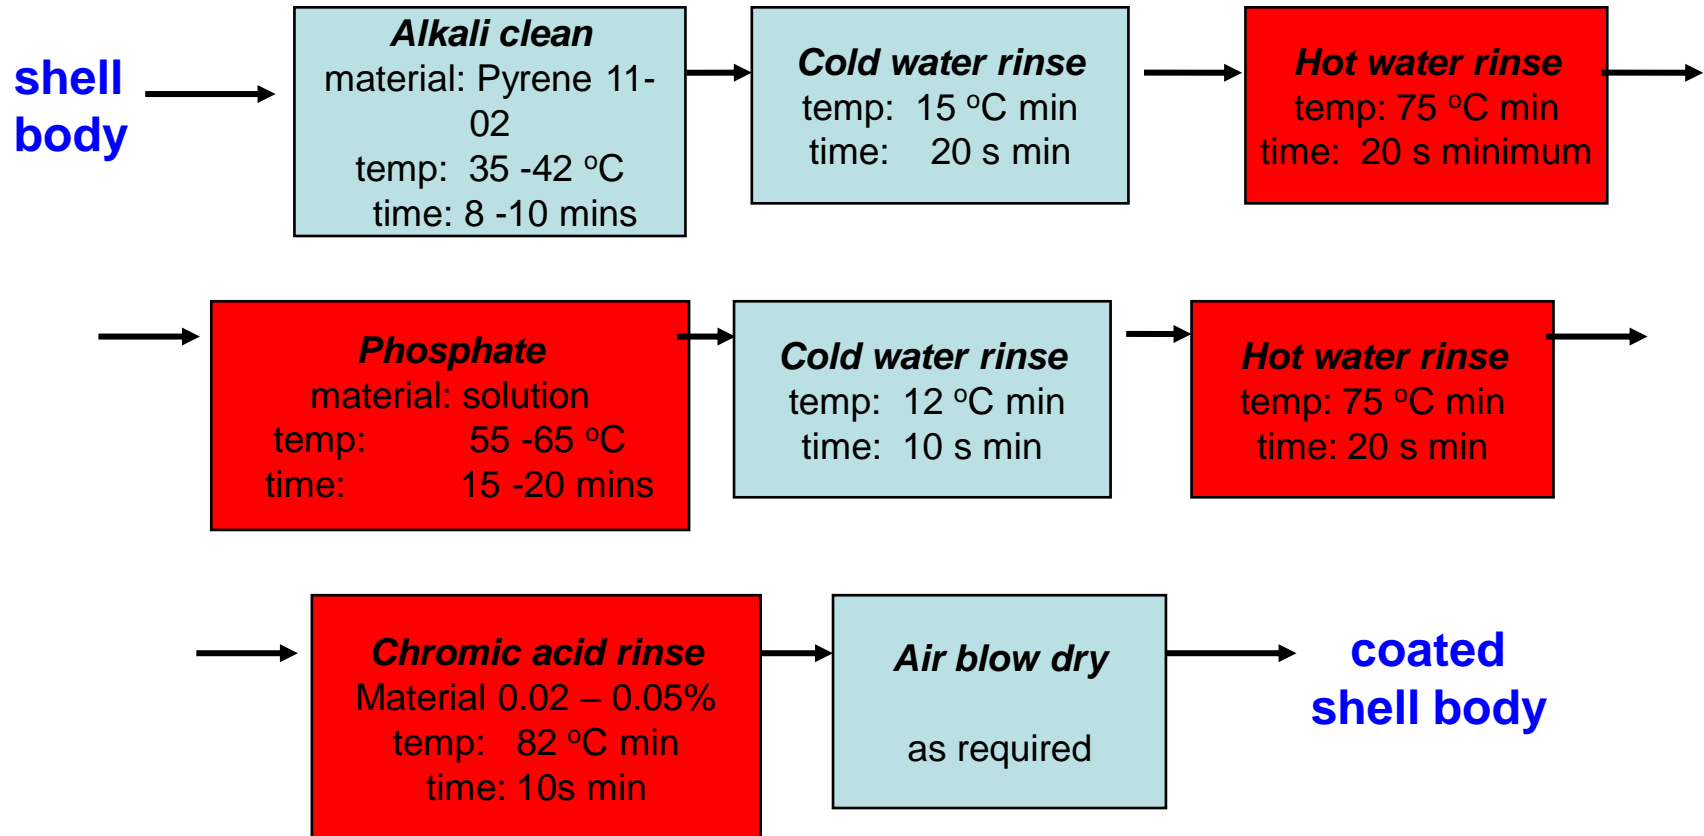 shell
body
Alkali clean
material: Pyrene 11-
02
temp: 35 -42 ºC
time: 8 -10 mins
Cold water rinse
temp: 15 ºC min
time: 20 s min
Hot water rinse
temp: 75 ºC min
time: 20 s minimum
Phosphate
material: solution
temp: 55 -65 ºC
time: 15 -20 mins
Cold water rinse
temp: 12 ºC min
time: 10 s min
Hot water rinse
temp: 75 ºC min
time: 20 s min
Chromic acid rinse
Material 0.02 – 0.05%
temp: 82 ºC min
time: 10s min
Air blow dry
as required
coated
shell body